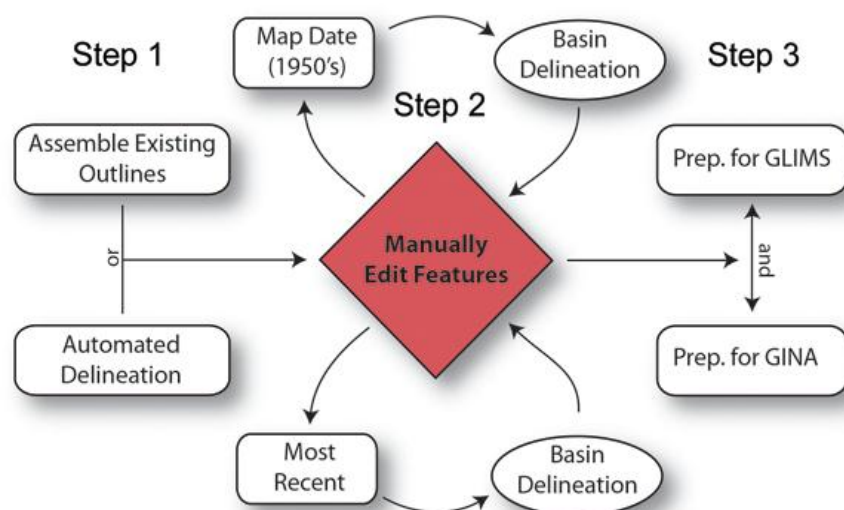 Step 1
Map Date
(1950's)
Basin
Delineation
Step 3
Step 2
Assemble Existing
Outlines
or
Automated
Delineation
Manually
Edit Features
Prep. for GLIMS
and
Prep. for GINA
Most
Recent
Basin
Delineation